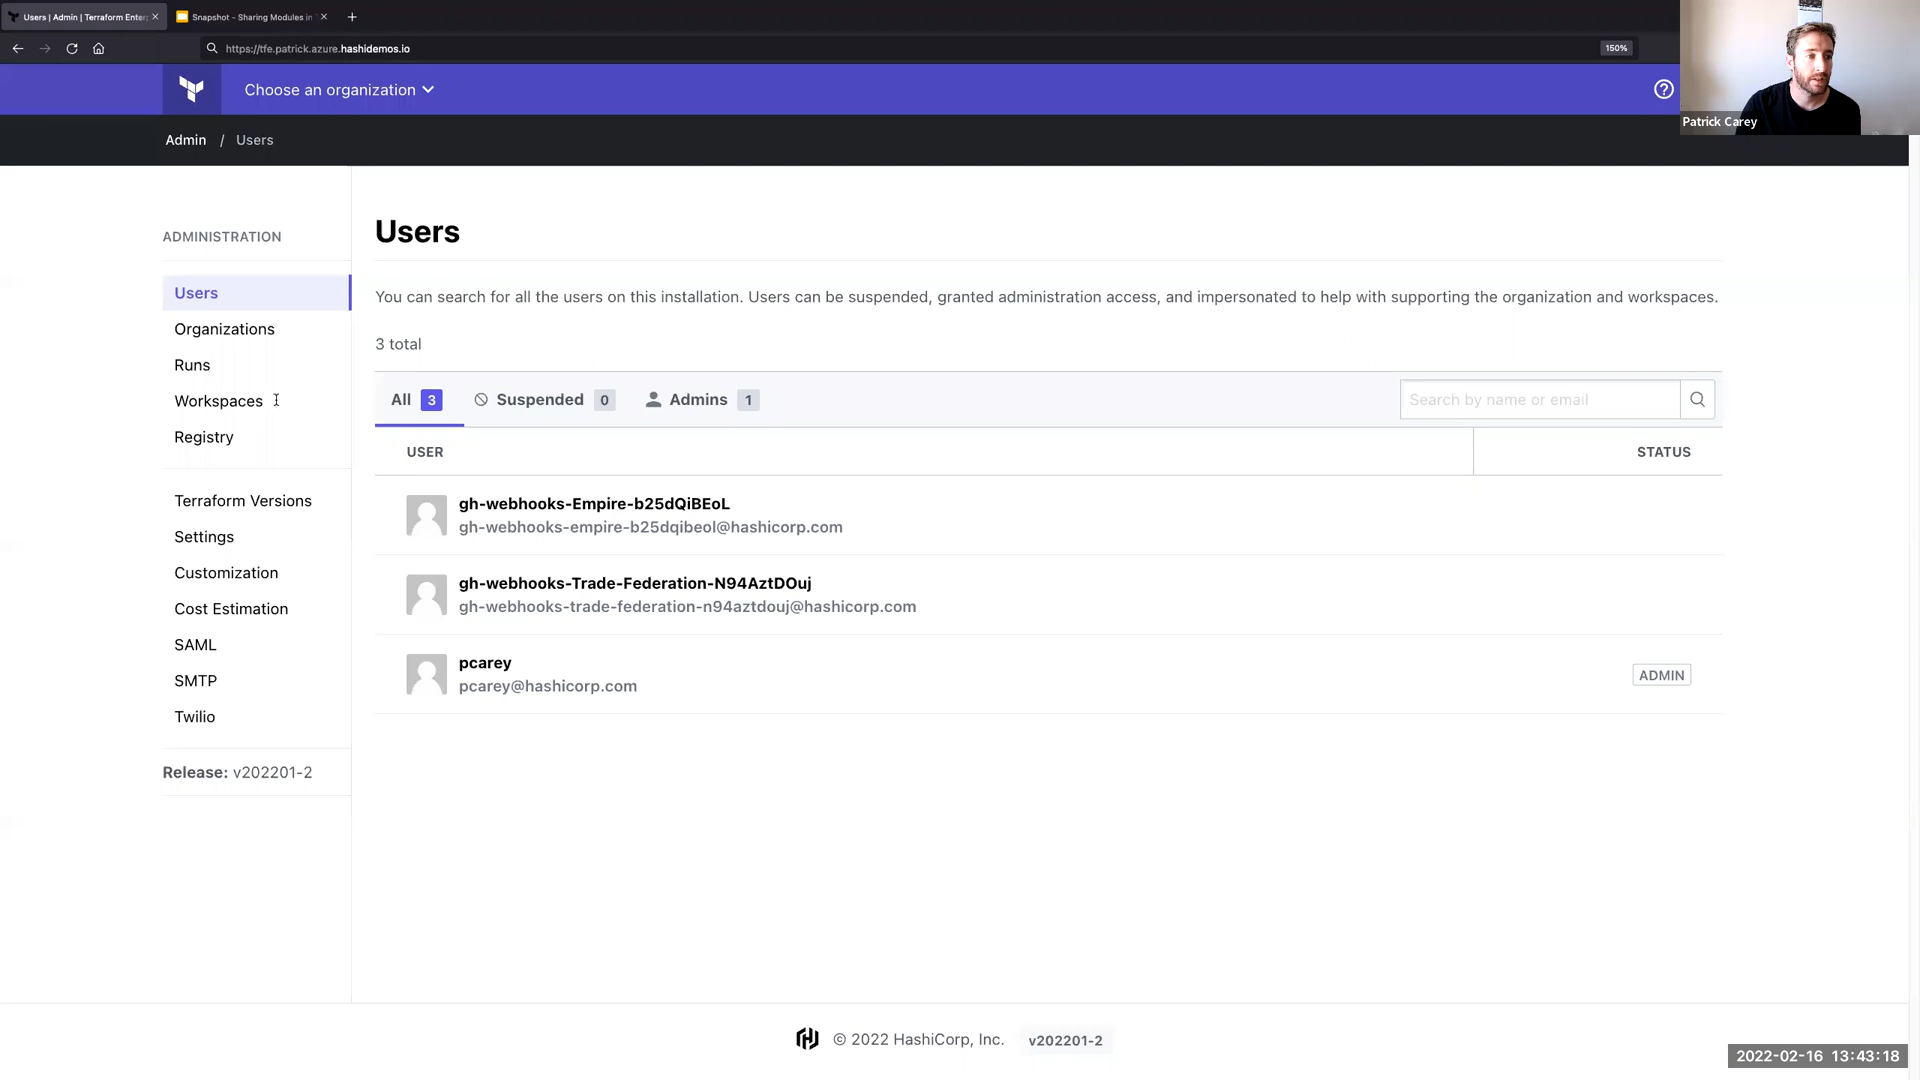 Users | Admin | Terraform Enter
Snapshot - Sharing Modules in
https://tfe.patrick.azure.hashidemos.io
150%
Choose an organization
Patrick Carey
Admin / Users
ADMINISTRATION
Users
Organizations
Runs
Workspaces
Registry
Terraform Versions
Settings
Customization
Cost Estimation
SAML
SMTP
Twilio
Release: v202201-2
Users
You can search for all the users on this installation. Users can be suspended, granted administration access, and impersonated to help with supporting the organization and workspaces.
3 total
All 3 Suspended 0 Admins 1 Search by name or email
USER STATUS
gh-webhooks-Empire-b25dQiBEoL
gh-webhooks-empire-b25dqibeol@hashicorp.com
gh-webhooks-Trade-Federation-N94AztDOuj
gh-webhooks-trade-federation-n94aztdouj@hashicorp.com
pcarey
pcarey@hashicorp.com
ADMIN
© 2022 HashiCorp, Inc. v202201-2
2022-02-16 13:43:18